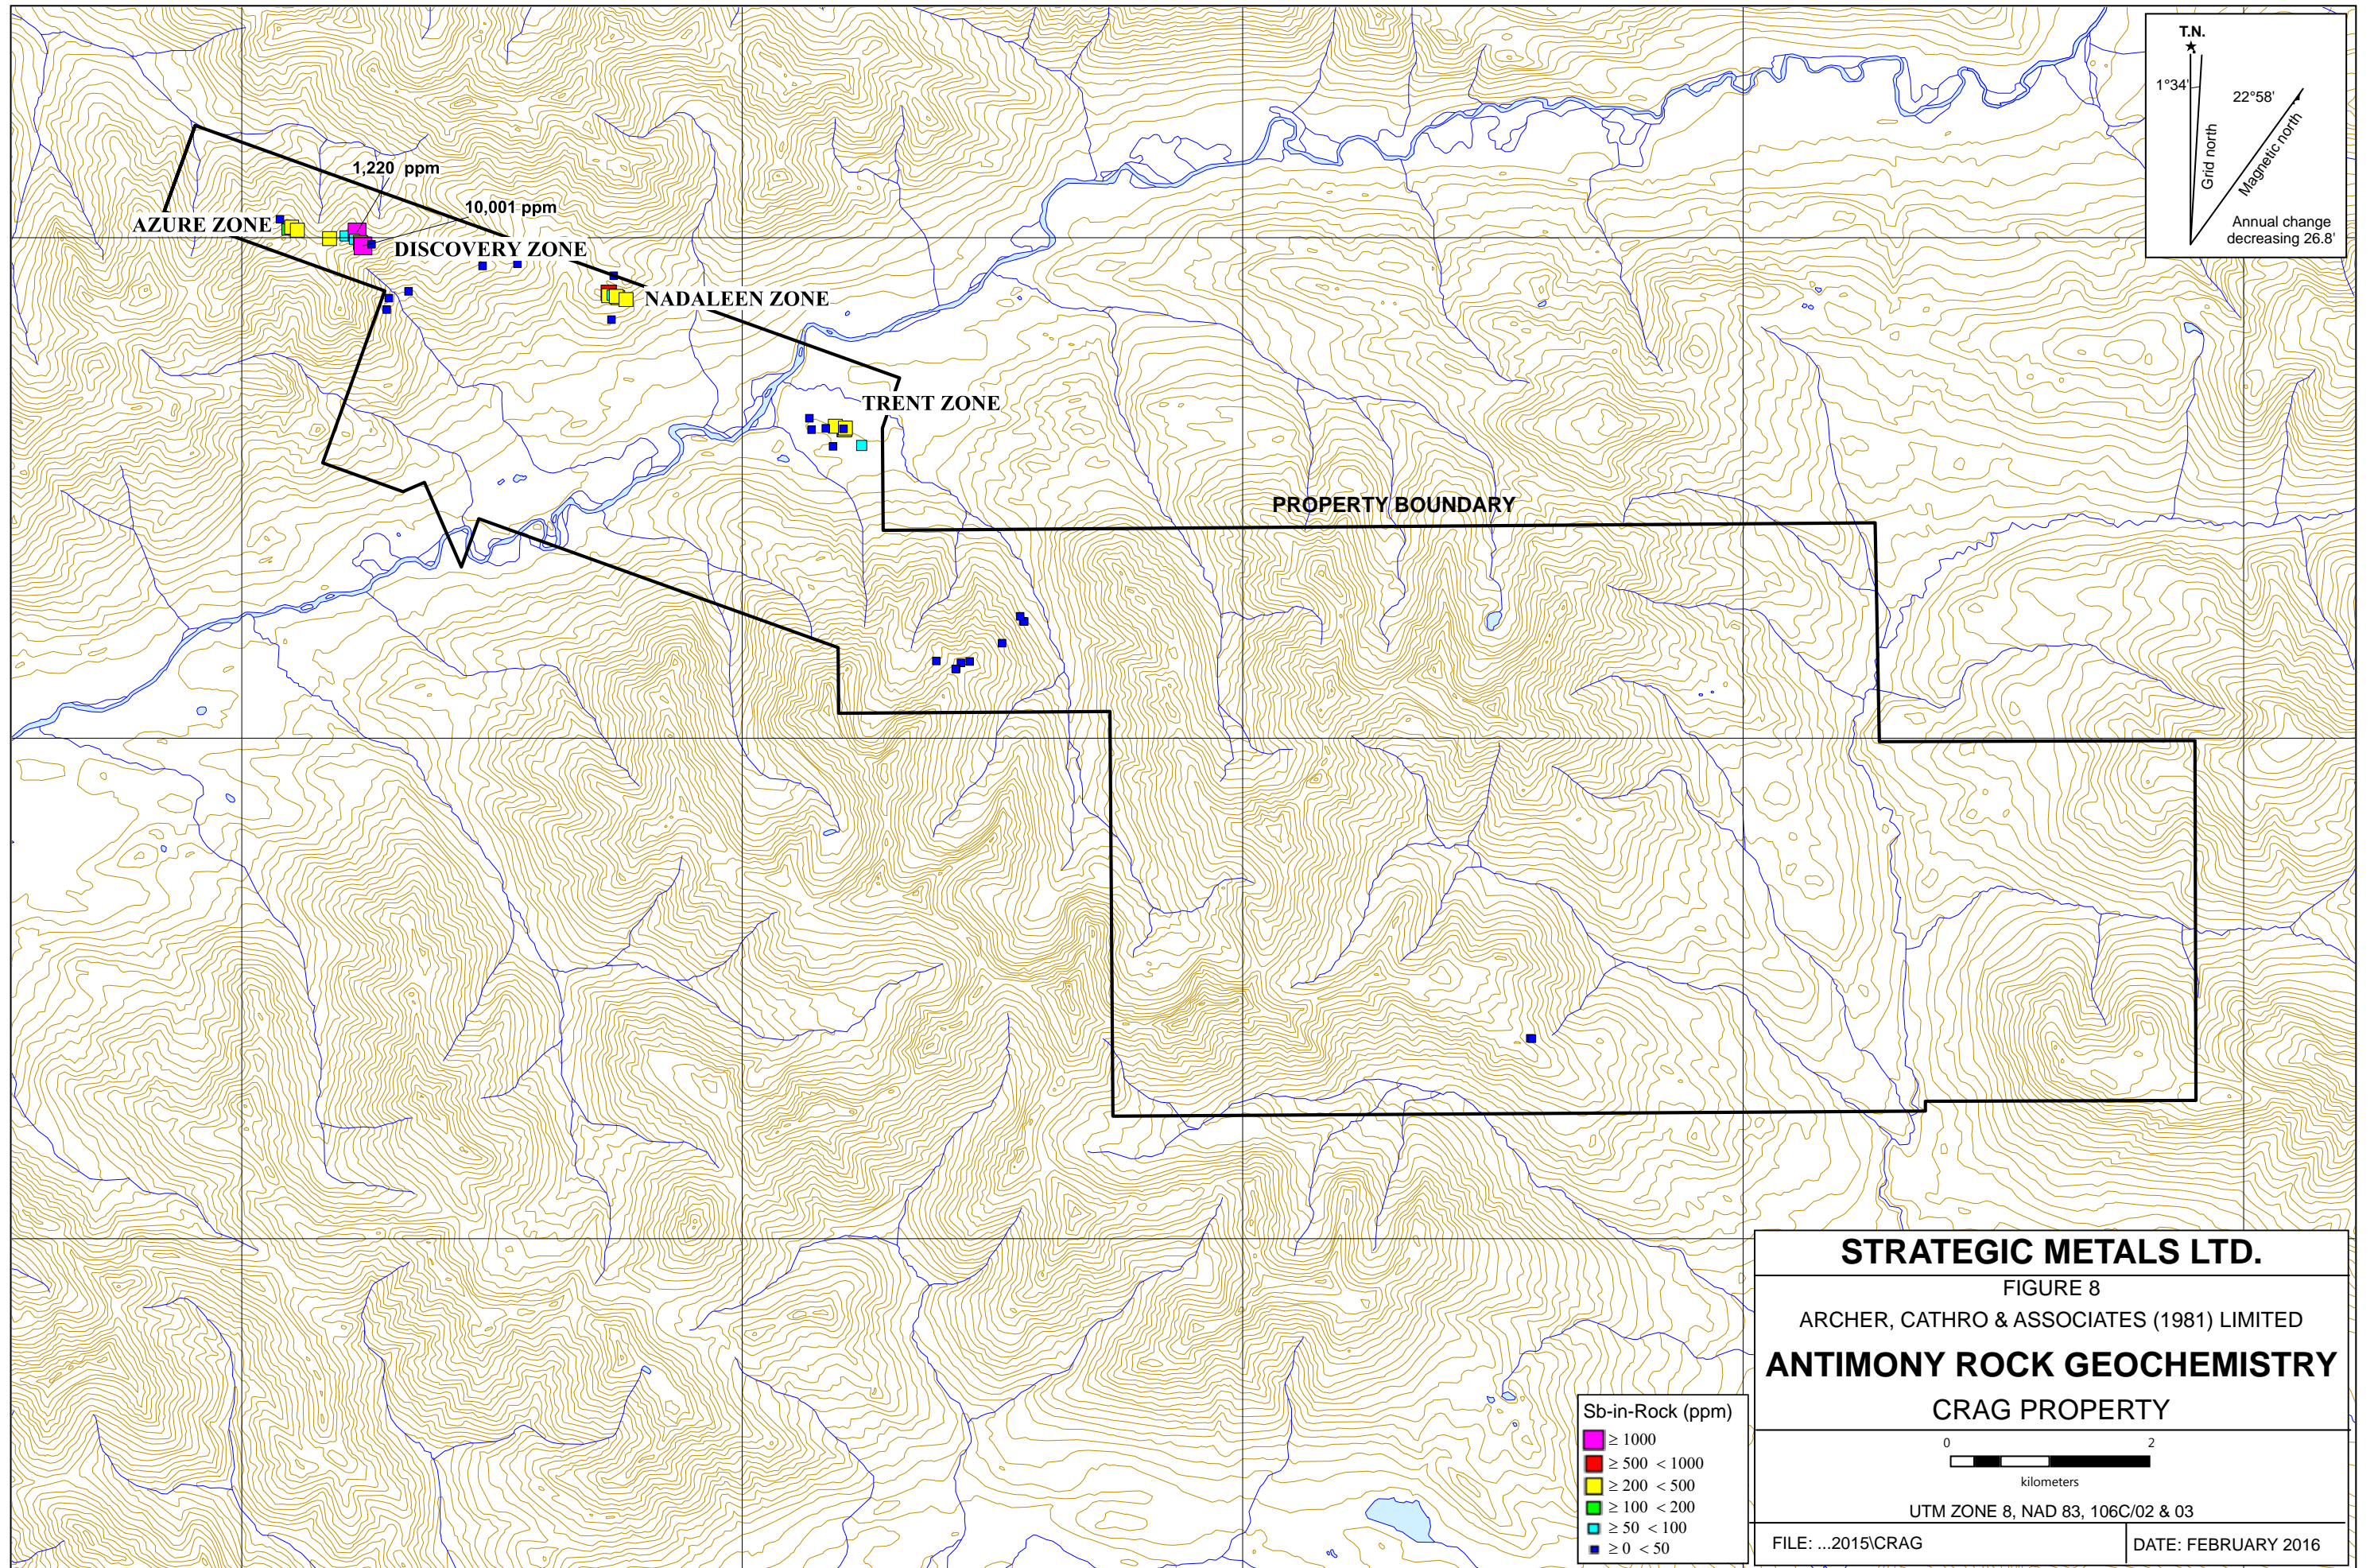 T.N.
1°34'
22°58'
Grid north
Magnetic north
Annual change
decreasing 26.8'
1,220 ppm
10,001 ppm
AZURE ZONE
DISCOVERY ZONE
NADALEEN ZONE
TRENT ZONE
PROPERTY BOUNDARY
Sb-in-Rock (ppm)
≥ 1000
≥ 500 < 1000
≥ 200 < 500
≥ 100 < 200
≥ 50 < 100
≥ 0 < 50
STRATEGIC METALS LTD.
FIGURE 8
ARCHER, CATHRO & ASSOCIATES (1981) LIMITED
ANTIMONY ROCK GEOCHEMISTRY
CRAG PROPERTY
0 2
kilometers
UTM ZONE 8, NAD 83, 106C/02 & 03
FILE: ...2015\CRAG
DATE: FEBRUARY 2016